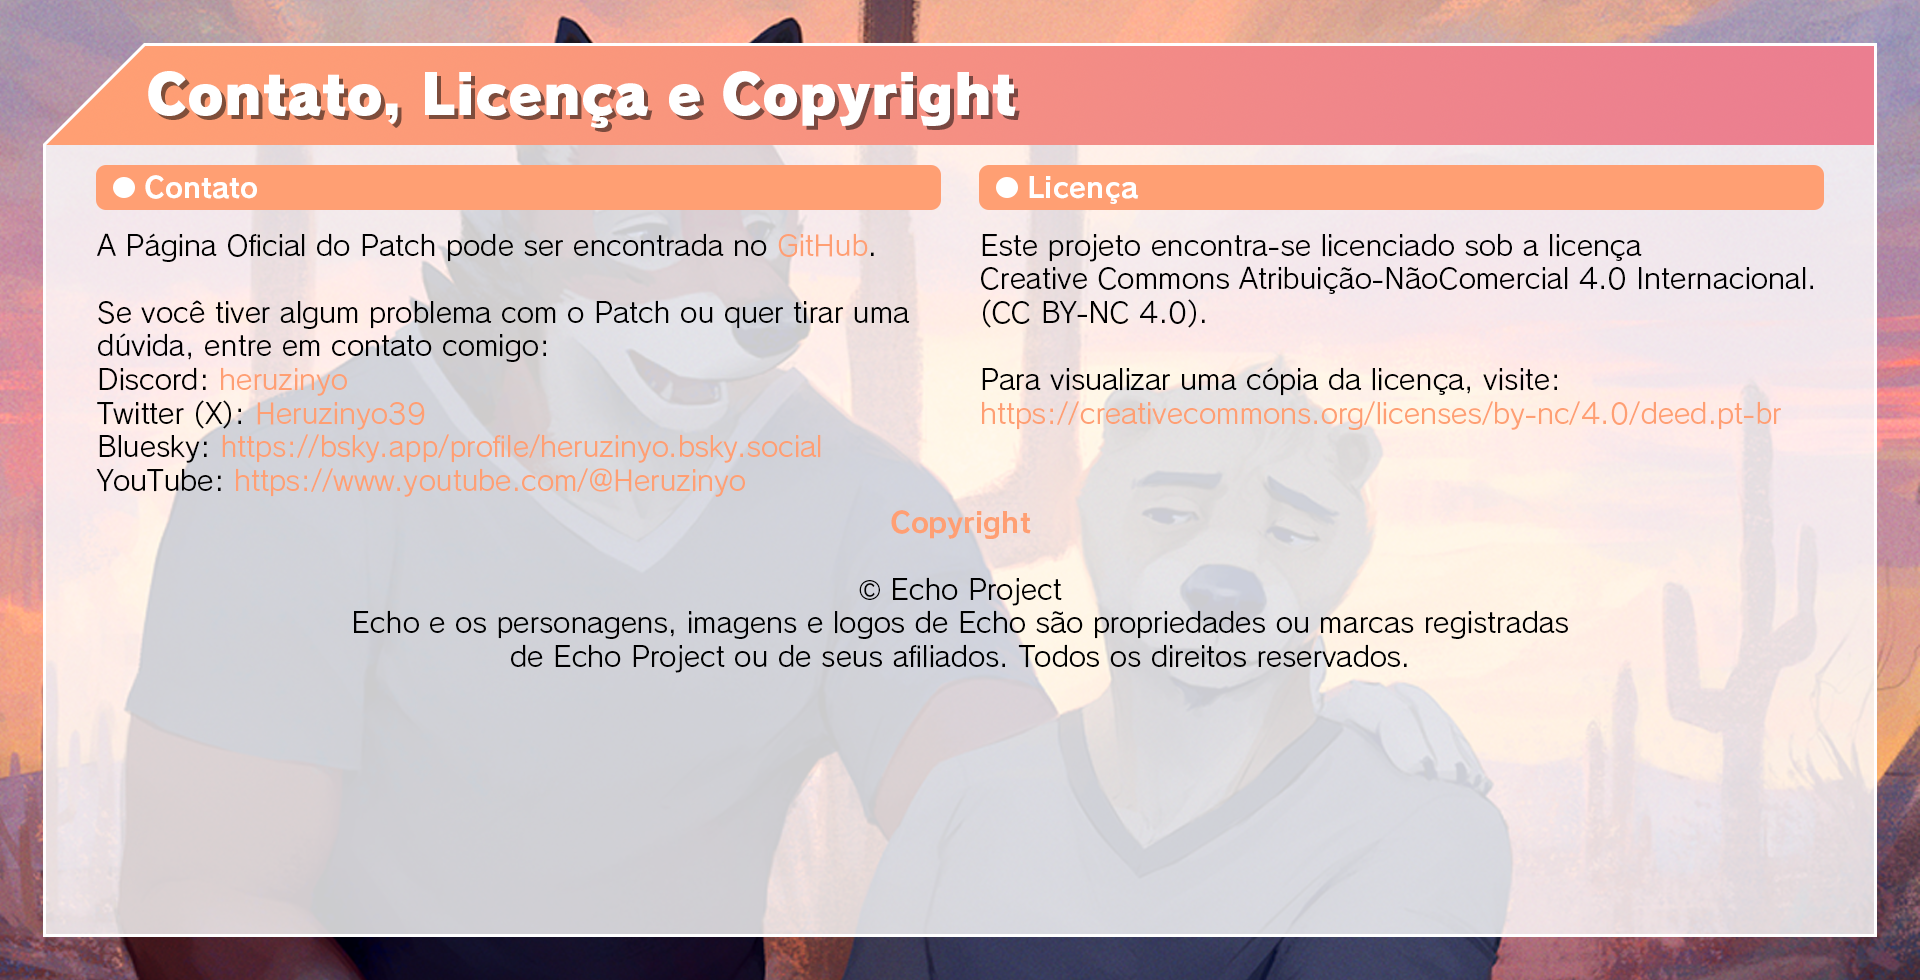 Contato, Licença e Copyright
● Contato
A Página Oficial do Patch pode ser encontrada no GitHub.
Se você tiver algum problema com o Patch ou quer tirar uma
dúvida, entre em contato comigo:
Discord: heruzinyo
Twitter (X): Heruzinyo39
Bluesky: https://bsky.app/profile/heruzinyo.bsky.social
YouTube: https://www.youtube.com/@Heruzinyo
● Licença
Este projeto encontra-se licenciado sob a licença
Creative Commons Atribuição-NãoComercial 4.0 Internacional.
(CC BY-NC 4.0).
Para visualizar uma cópia da licença, visite:
https://creativecommons.org/licenses/by-nc/4.0/deed.pt-br
Copyright
© Echo Project
Echo e os personagens, imagens e logos de Echo são propriedades ou marcas registradas
de Echo Project ou de seus afiliados. Todos os direitos reservados.